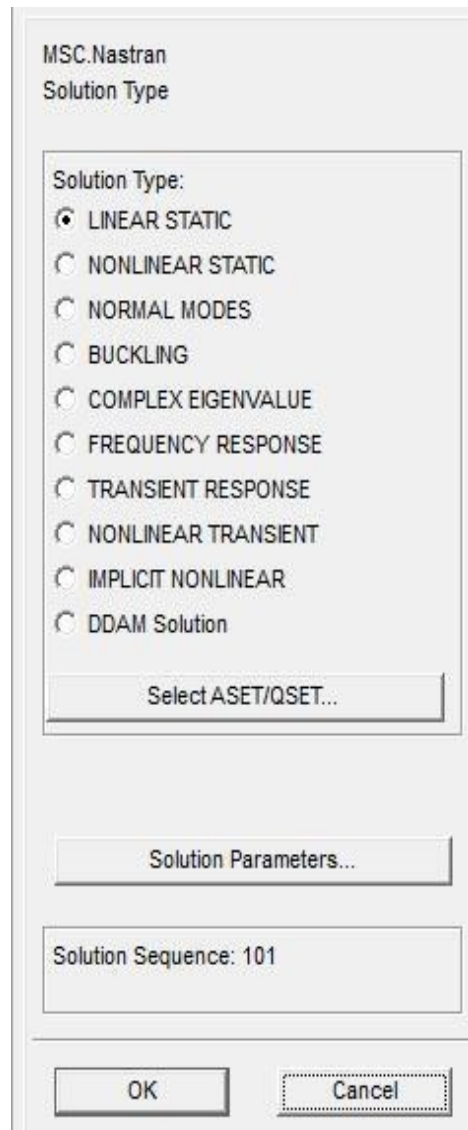 MSC.Nastran
Solution Type
Solution Type:
LINEAR STATIC
NONLINEAR STATIC
NORMAL MODES
BUCKLING
COMPLEX EIGENVALUE
FREQUENCY RESPONSE
TRANSIENT RESPONSE
NONLINEAR TRANSIENT
IMPLICIT NONLINEAR
DDAM Solution
Select ASET/QSET...
Solution Parameters...
Solution Sequence: 101
OK
Cancel